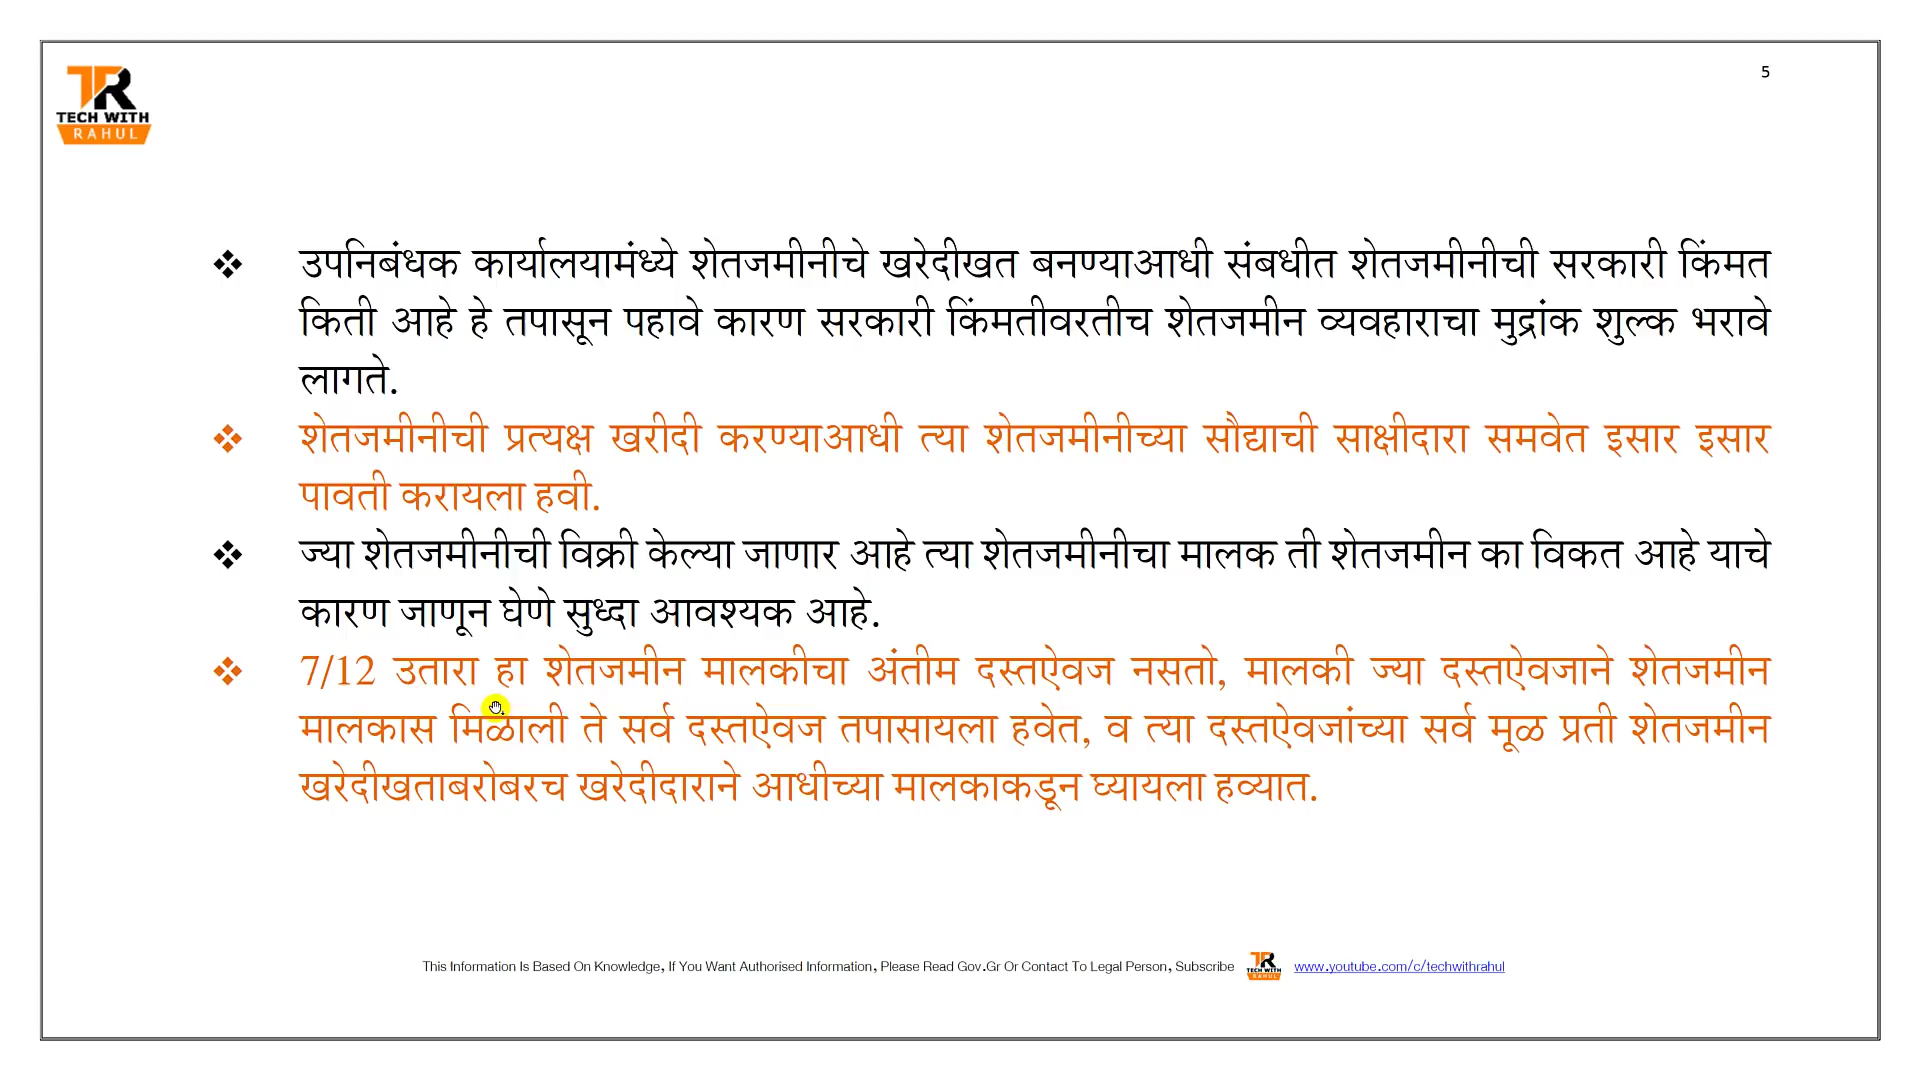 5
TR
TECH WITH
RAHUL
❖ उपनिबंधक कार्यालयामंध्ये शेतजमीनीचे खरेदीखत बनण्याआधी संबधीत शेतजमीनीची सरकारी किंमत
किती आहे हे तपासून पहावे कारण सरकारी किंमतीवरतीच शेतजमीन व्यवहाराचा मुद्रांक शुल्क भरावे
लागते.
❖ शेतजमीनीची प्रत्यक्ष खरीदी करण्याआधी त्या शेतजमीनीच्या सौद्याची साक्षीदारा समवेत इसार इसार
पावती करायला हवी.
❖ ज्या शेतजमीनीची विक्री केल्या जाणार आहे त्या शेतजमीनीचा मालक ती शेतजमीन का विकत आहे याचे
कारण जाणून घेणे सुध्दा आवश्यक आहे.
❖ 7/12 उतारा हा शेतजमीन मालकीचा अंतीम दस्तऐवज नसतो, मालकी ज्या दस्तऐवजाने शेतजमीन
मालकास मिळाली ते सर्व दस्तऐवज तपासायला हवेत, व त्या दस्तऐवजांच्या सर्व मूळ प्रती शेतजमीन
खरेदीखताबरोबरच खरेदीदाराने आधीच्या मालकाकडून घ्यायला हव्यात.
This Information Is Based On Knowledge, If You Want Authorised Information, Please Read Gov.Gr Or Contact To Legal Person, Subscribe TR TECH WITH RAHUL www.youtube.com/c/techwithrahul